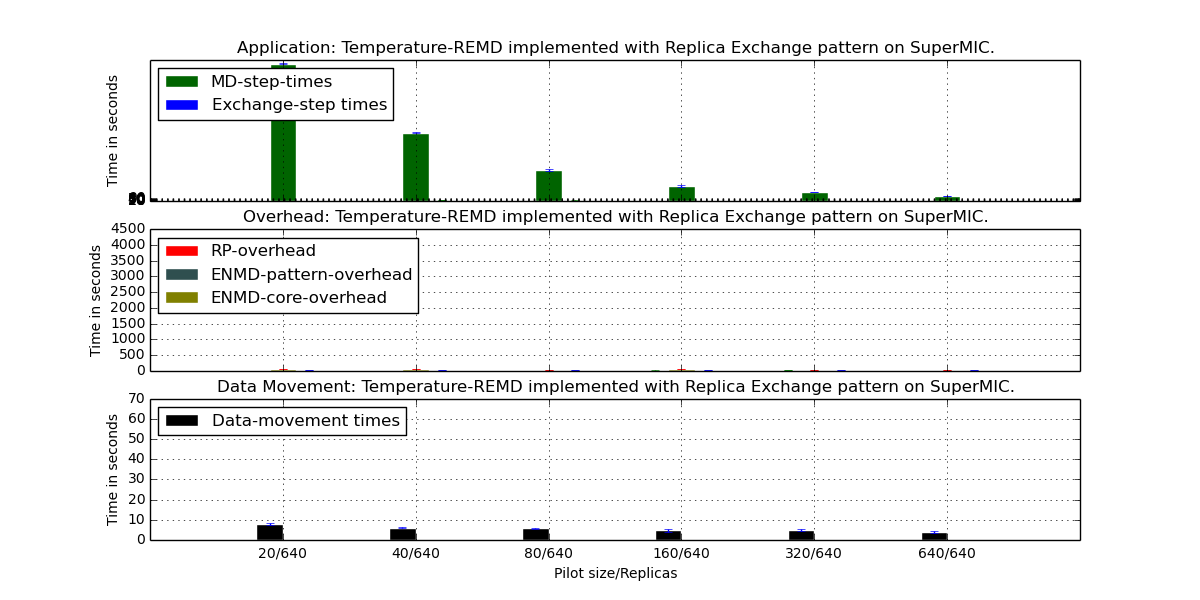 Application: Temperature-REMD implemented with Replica Exchange pattern on SuperMIC.
Time in seconds
MD-step-times
Exchange-step times
Overhead: Temperature-REMD implemented with Replica Exchange pattern on SuperMIC.
Time in seconds
4500
4000
3500
3000
2500
2000
1500
1000
500
0
RP-overhead
ENMD-pattern-overhead
ENMD-core-overhead
Data Movement: Temperature-REMD implemented with Replica Exchange pattern on SuperMIC.
Time in seconds
70
60
50
40
30
20
10
0
Data-movement times
20/640 40/640 80/640 160/640 320/640 640/640
Pilot size/Replicas